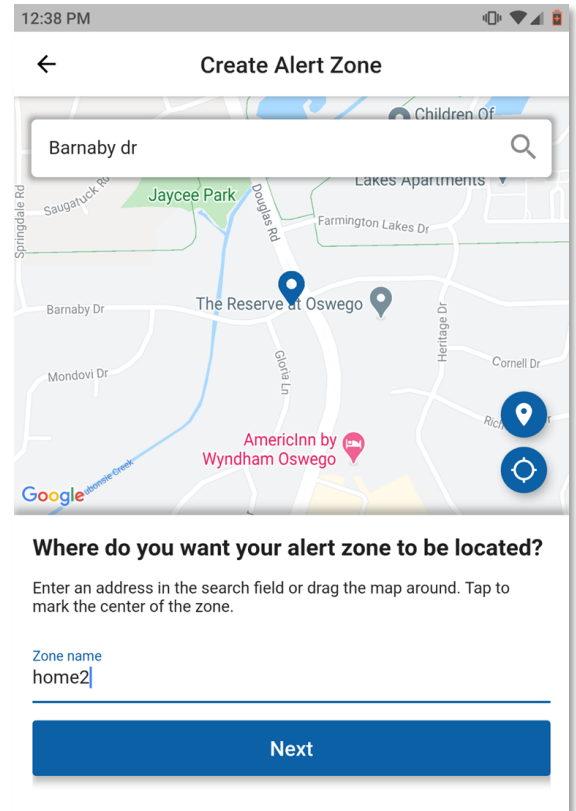 12:38 PM
Create Alert Zone
Children Of
Barnaby dr
Lakes Apartments
Springdale Rd
Saugatuck Rd
Jaycee Park
Douglas Rd
Farmington Lakes Dr
The Reserve at Oswego
Barnaby Dr
Heritage Dr
Gloria Ln
Cornell Dr
Mondovi Dr
AmericInn by
Wyndham Oswego
Google
Creek
Where do you want your alert zone to be located?
Enter an address in the search field or drag the map around. Tap to
mark the center of the zone.
Zone name
home2
Next